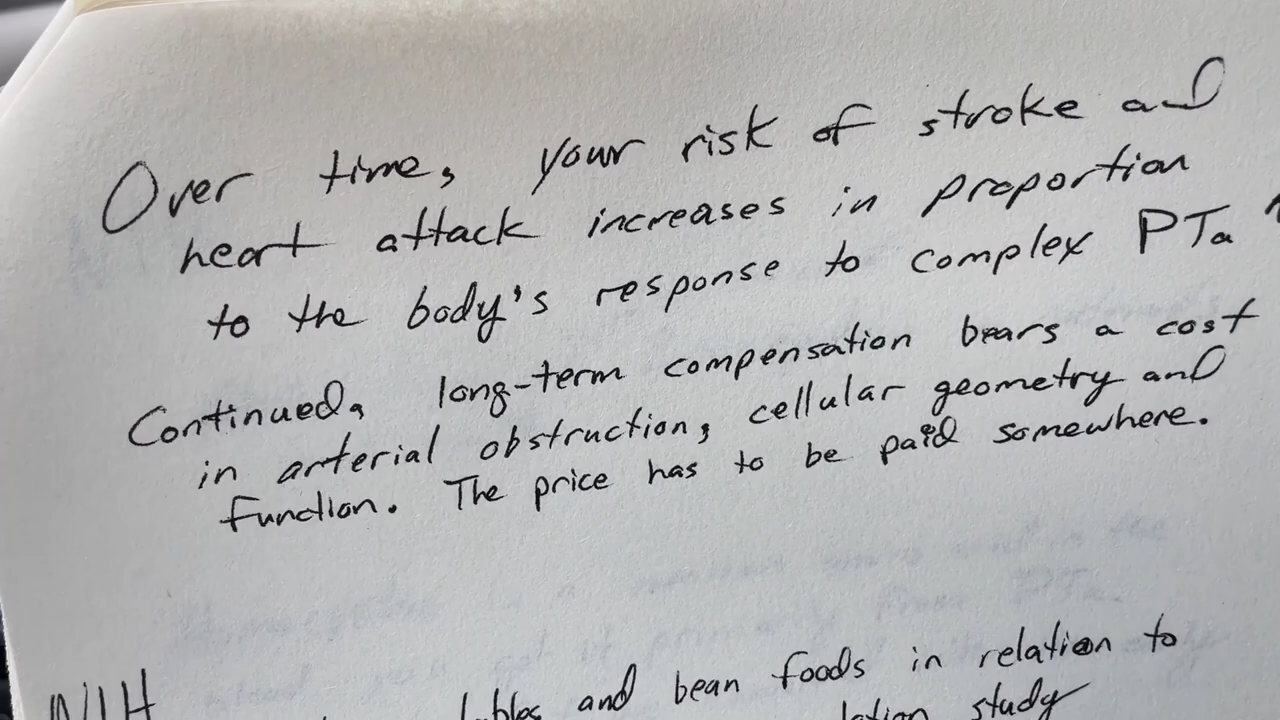 Over time, your risk of stroke and
heart attack increases in proportion
to the body's response to complex PTa
Continued, long-term compensation bears a cost
in arterial obstruction, cellular geometry and
function. The price has to be paid somewhere.
NIH
and bean foods in relation to
study